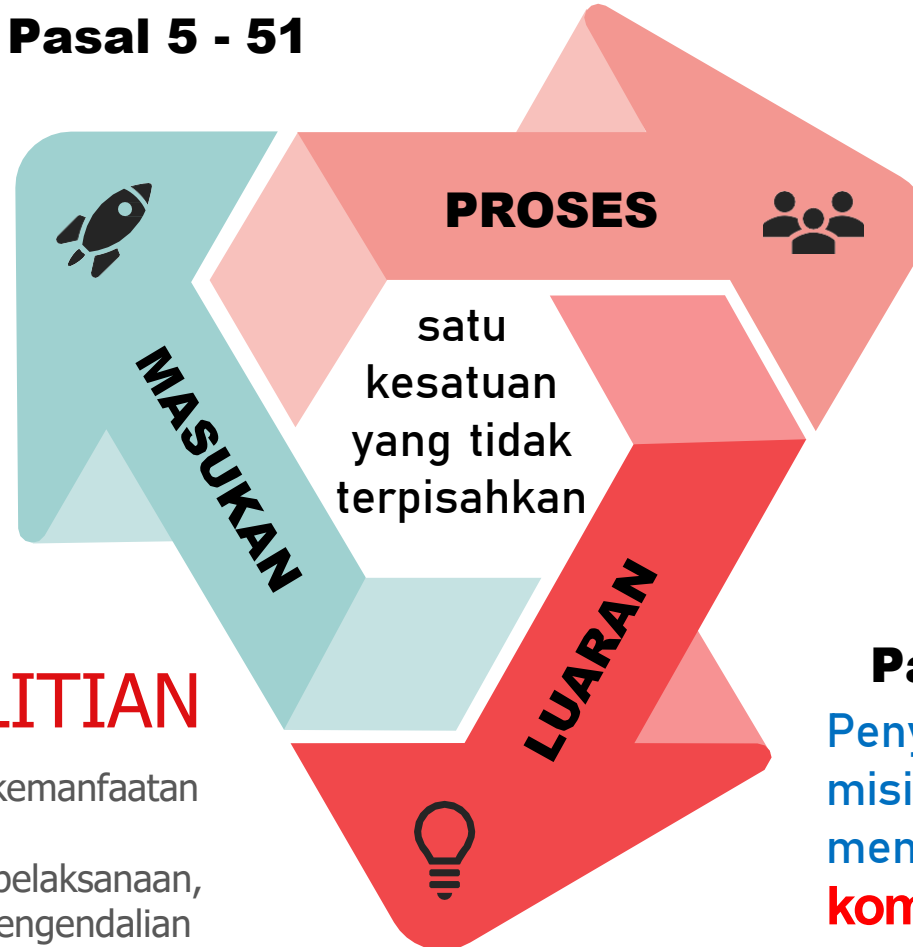 Pasal 5 - 51
PROSES
satu
kesatuan
yang tidak
terpisahkan
MASUKAN
LUARAN
LITIAN
kemanfaatan
pelaksanaan,
engendalian
Pa
Peny
misi
men
kom